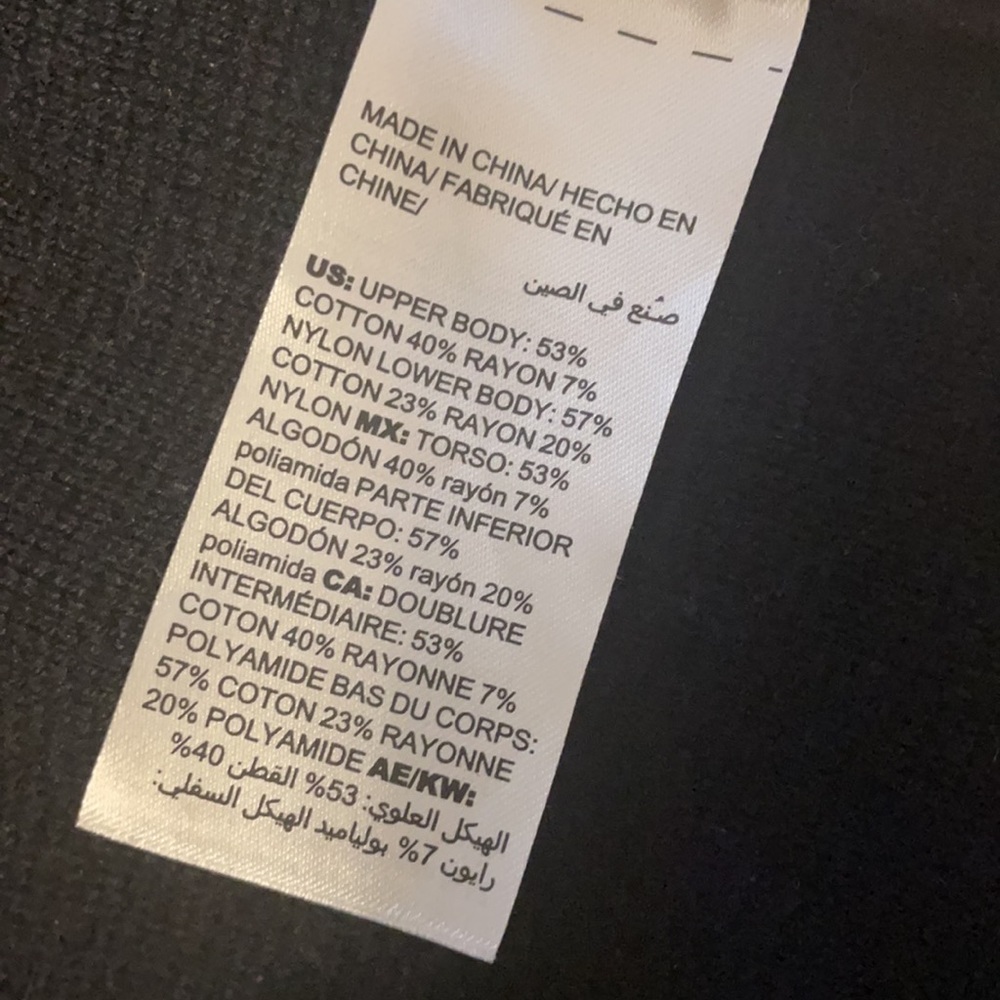 MADE IN CHINA/ HECHO EN
CHINA/ FABRIQUÉ EN
CHINE/
صُنع في الصين
US: UPPER BODY: 53%
COTTON 40% RAYON 7%
NYLON LOWER BODY: 57%
COTTON 23% RAYON 20%
NYLON MX: TORSO: 53%
ALGODÓN 40% rayón 7%
poliamida PARTE INFERIOR
DEL CUERPO: 57%
ALGODÓN 23% rayón 20%
poliamida CA: DOUBLURE
INTERMÉDIAIRE: 53%
COTON 40% RAYONNE 7%
POLYAMIDE BAS DU CORPS:
57% COTON 23% RAYONNE
20% POLYAMIDE AE/KW:
الهيكل العلوي: 53% القطن 40%
رايون 7% بولياميد الهيكل السفلي: